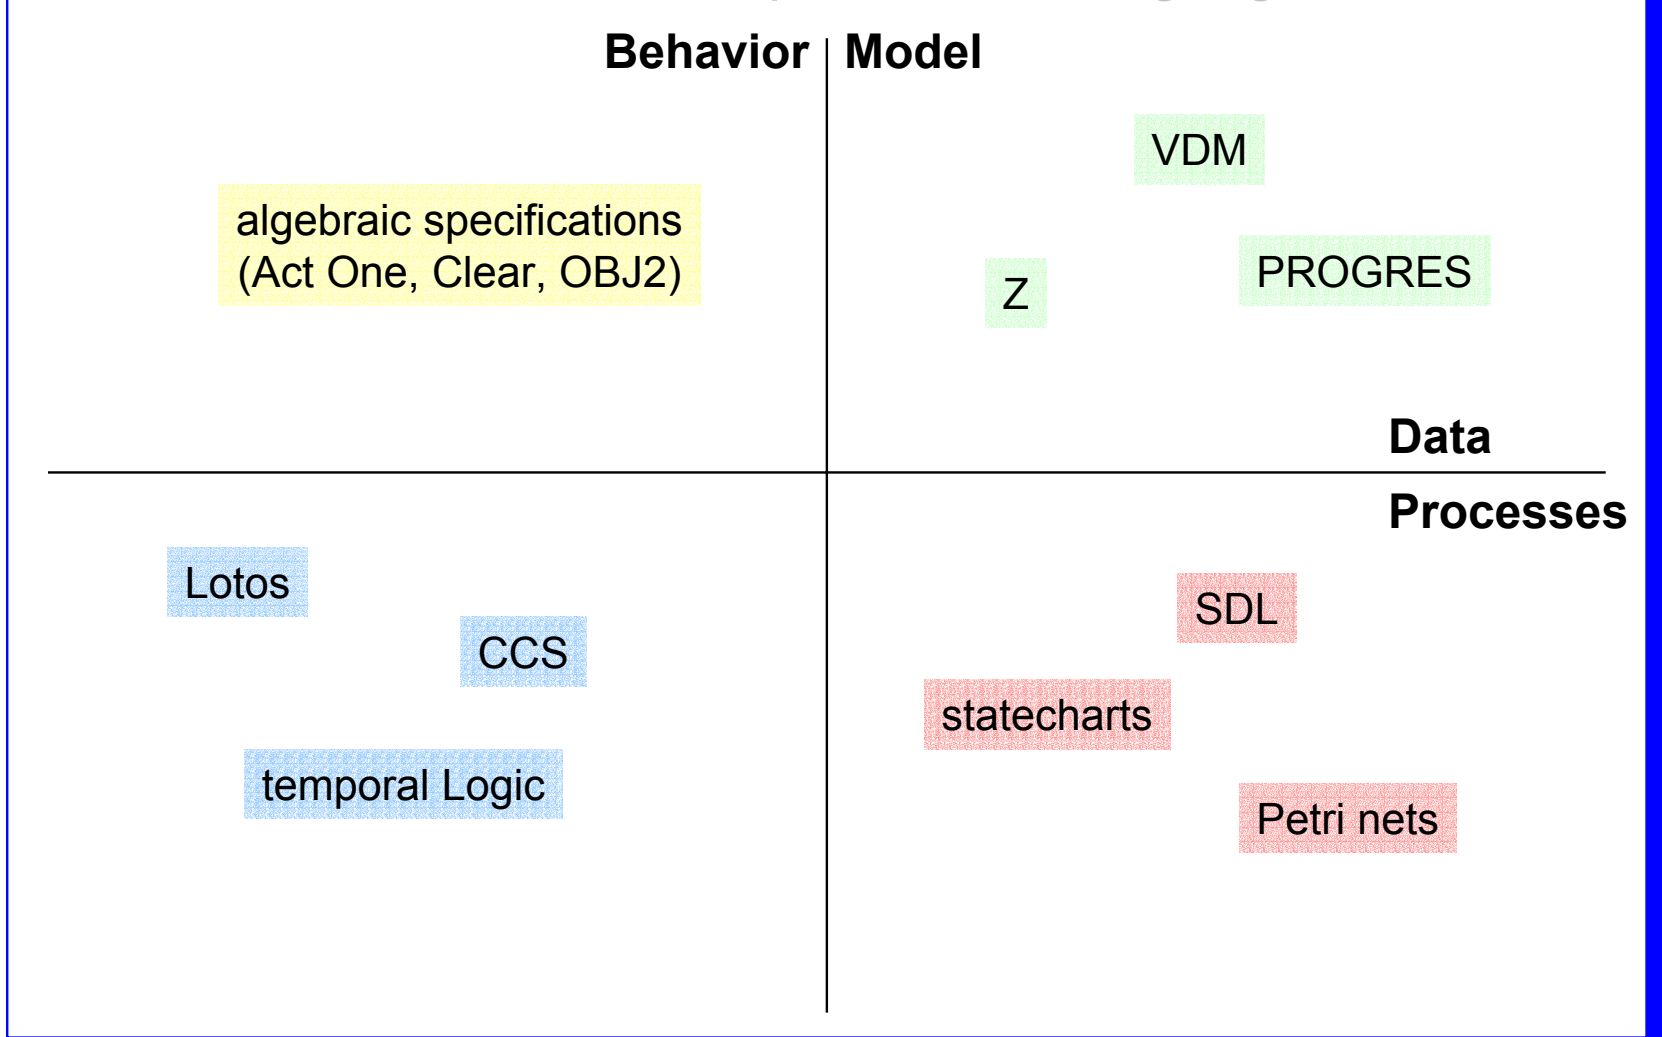 Behavior Model
VDM
algebraic specifications
(Act One, Clear, OBJ2)
PROGRES
Z
Data
Processes
Lotos
SDL
CCS
statecharts
temporal Logic
Petri nets